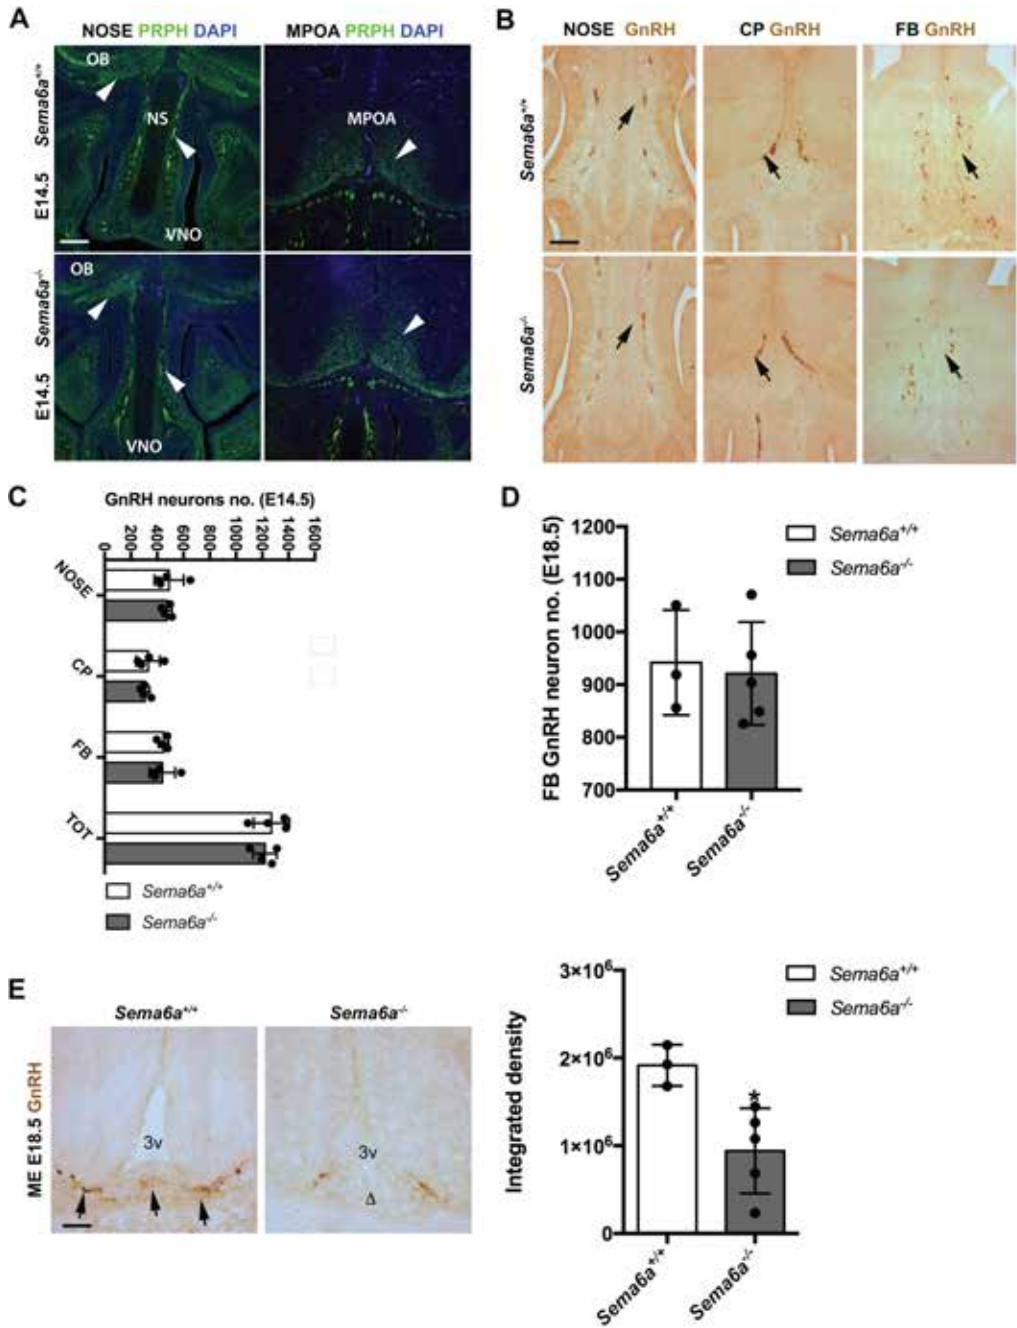 A
NOSE PRPH DAPI
MPOA PRPH DAPI
E14.5 Sema6a+/+
OB
NS
VNO
MPOA
E14.5 Sema6a-/-
OB
VNO
B
NOSE GnRH
CP GnRH
FB GnRH
Sema6a+/+
Sema6a-/-
C
GnRH neurons no. (E14.5)
0
200
400
600
800
1000
1200
1400
1600
NOSE
CP
FB
TOT
Sema6a+/+
Sema6a-/-
D
FB GnRH neuron no. (E18.5)
1200
1100
1000
900
800
700
Sema6a+/+
Sema6a-/-
Sema6a+/+
Sema6a-/-
E
Sema6a+/+
Sema6a-/-
ME E18.5 GnRH
3v
3v
Δ
Integrated density
3×10⁶
2×10⁶
1×10⁶
0
*
Sema6a+/+
Sema6a-/-
Sema6a+/+
Sema6a-/-